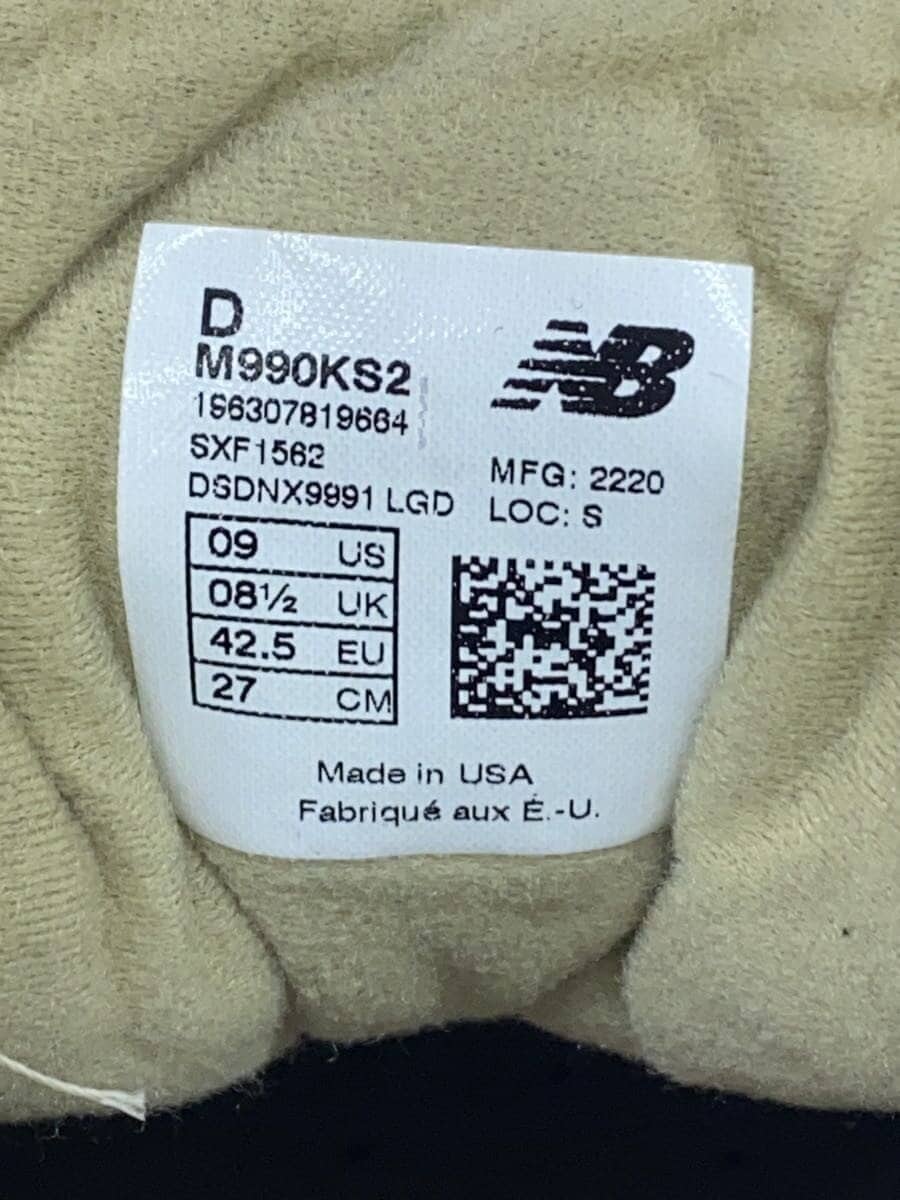 D
M990KS2
196307819664
SXF1562
DSDNX9991 LGD
NB
MFG: 2220
LOC: S
09 US
08½ UK
42.5 EU
27 CM
Made in USA
Fabriqué aux É.-U.